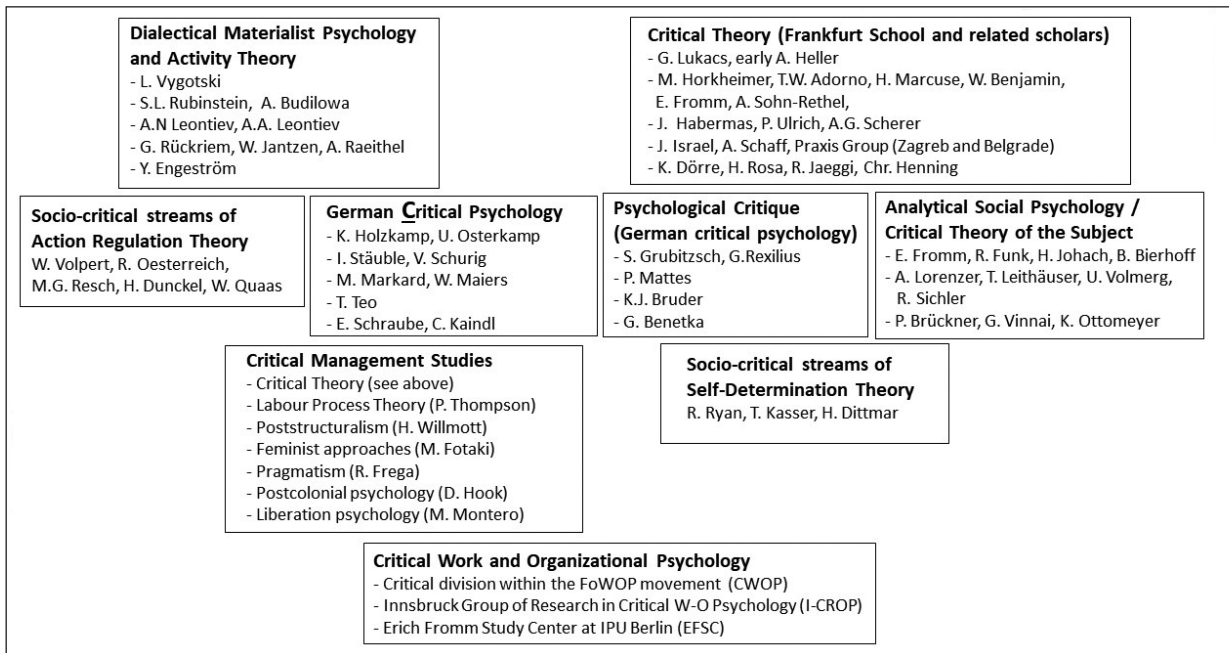 Dialectical Materialist Psychology
and Activity Theory
- L. Vygotski
- S.L. Rubinstein, A. Budilowa
- A.N Leontiev, A.A. Leontiev
- G. Rückriem, W. Jantzen, A. Raeithel
- Y. Engeström
Critical Theory (Frankfurt School and related scholars)
- G. Lukacs, early A. Heller
- M. Horkheimer, T.W. Adorno, H. Marcuse, W. Benjamin,
E. Fromm, A. Sohn-Rethel,
- J. Habermas, P. Ulrich, A.G. Scherer
- J. Israel, A. Schaff, Praxis Group (Zagreb and Belgrade)
- K. Dörre, H. Rosa, R. Jaeggi, Chr. Henning
Socio-critical streams of
Action Regulation Theory
W. Volpert, R. Oesterreich,
M.G. Resch, H. Dunckel, W. Quaas
German Critical Psychology
- K. Holzkamp, U. Osterkamp
- I. Stäuble, V. Schurig
- M. Markard, W. Maiers
- T. Teo
- E. Schraube, C. Kaindl
Psychological Critique
(German critical psychology)
- S. Grubitzsch, G.Rexilius
- P. Mattes
- K.J. Bruder
- G. Benetka
Analytical Social Psychology /
Critical Theory of the Subject
- E. Fromm, R. Funk, H. Johach, B. Bierhoff
- A. Lorenzer, T. Leithäuser, U. Volmerg,
R. Sichler
- P. Brückner, G. Vinnai, K. Ottomeyer
Critical Management Studies
- Critical Theory (see above)
- Labour Process Theory (P. Thompson)
- Poststructuralism (H. Willmott)
- Feminist approaches (M. Fotaki)
- Pragmatism (R. Frega)
- Postcolonial psychology (D. Hook)
- Liberation psychology (M. Montero)
Socio-critical streams of
Self-Determination Theory
R. Ryan, T. Kasser, H. Dittmar
Critical Work and Organizational Psychology
- Critical division within the FoWOP movement (CWOP)
- Innsbruck Group of Research in Critical W-O Psychology (I-CROP)
- Erich Fromm Study Center at IPU Berlin (EFSC)